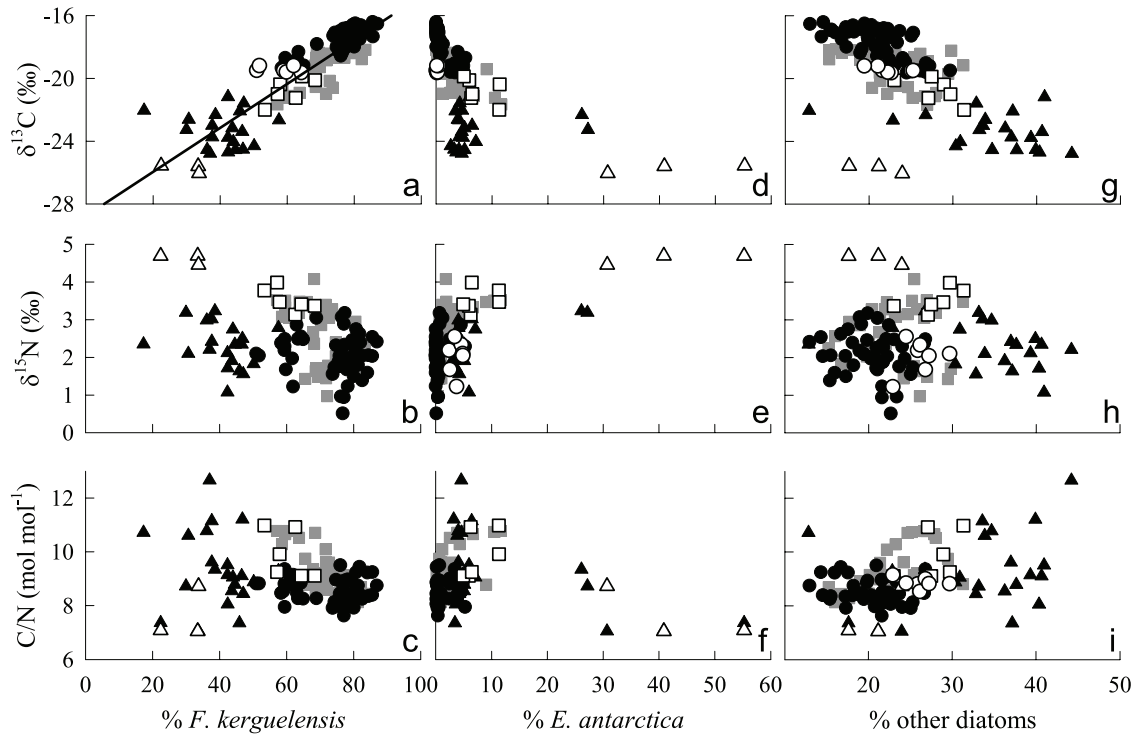 -16
-20
-24
-28
δ¹³C (‰)
a
d
g
5
4
3
2
1
0
δ¹⁵N (‰)
b
e
h
12
10
8
6
C/N (mol mol⁻¹)
c
f
i
0 20 40 60 80 100
0 10 20 30 40 50 60
10 20 30 40 50
% F. kerguelensis
% E. antarctica
% other diatoms